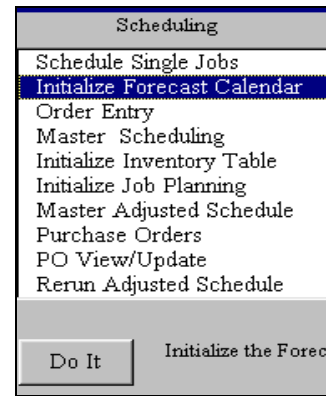 Scheduling
Schedule Single Jobs
Initialize Forecast Calendar
Order Entry
Master Scheduling
Initialize Inventory Table
Initialize Job Planning
Master Adjusted Schedule
Purchase Orders
PO View/Update
Rerun Adjusted Schedule
Do It
Initialize the Forec